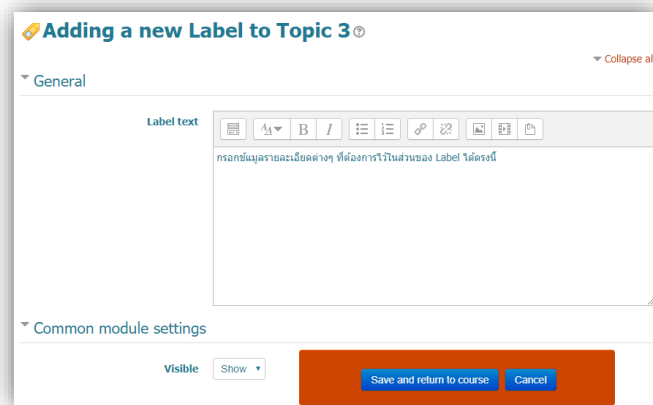 Adding a new Label to Topic 3
Collapse al
General
Label text
กรอกข้แมูลรายละเอียดต่างๆ ที่ต้องการไว้ในส่วนของ Label ได้ตรงนี้
Common module settings
Visible
Show
Save and return to course
Cancel